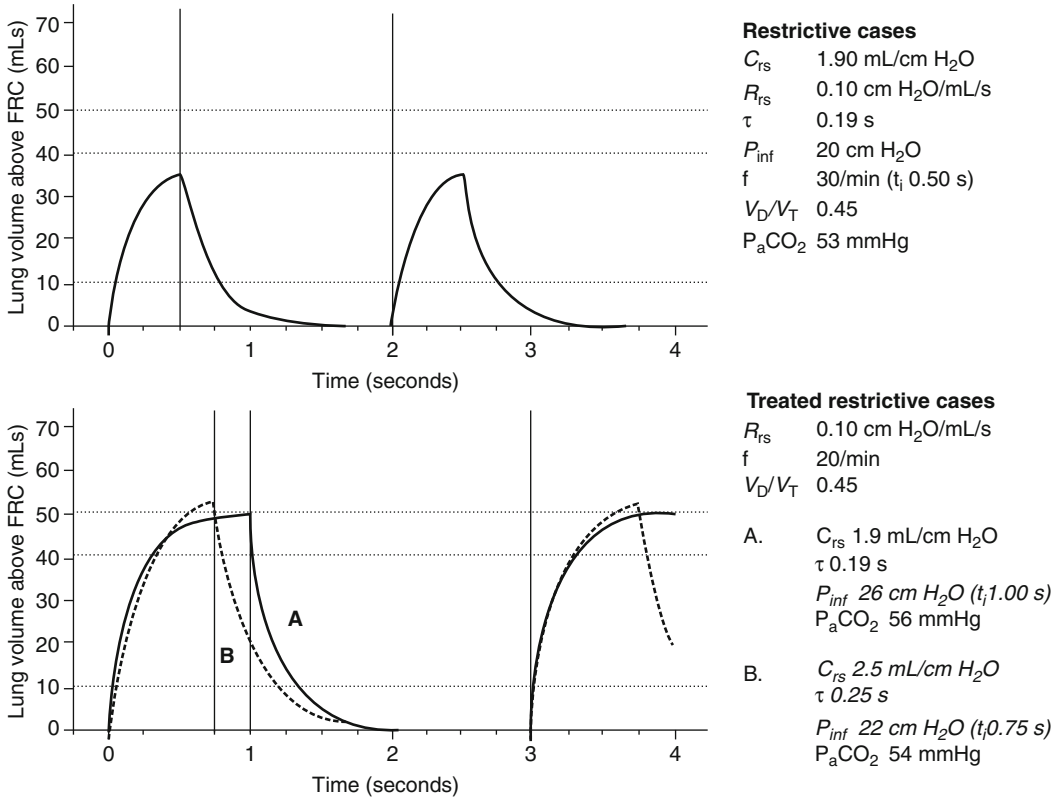 70
60
50
40
30
20
10
0
Lung volume above FRC (mLs)
0 1 2 3 4
Time (seconds)
Restrictive cases
Crs 1.90 mL/cm H2O
Rrs 0.10 cm H2O/mL/s
τ 0.19 s
Pinf 20 cm H2O
f 30/min (ti 0.50 s)
VD/VT 0.45
PaCO2 53 mmHg
70
60
50
40
30
20
10
0
Lung volume above FRC (mLs)
A
B
0 1 2 3 4
Time (seconds)
Treated restrictive cases
Rrs 0.10 cm H2O/mL/s
f 20/min
VD/VT 0.45
A. Crs 1.9 mL/cm H2O
τ 0.19 s
Pinf 26 cm H2O (ti1.00 s)
PaCO2 56 mmHg
B. Crs 2.5 mL/cm H2O
τ 0.25 s
Pinf 22 cm H2O (ti0.75 s)
PaCO2 54 mmHg